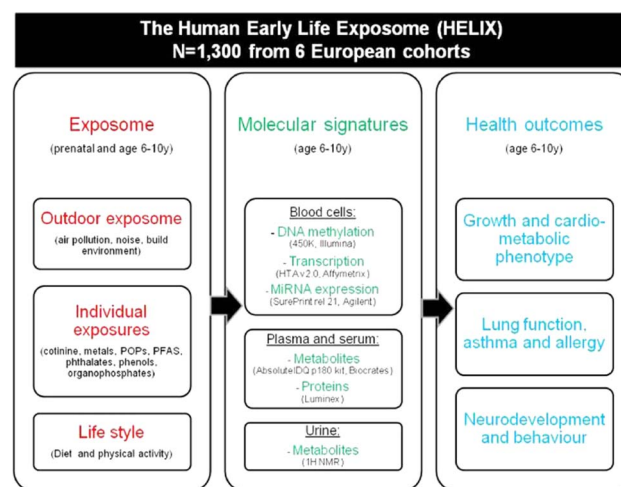 The Human Early Life Exposome (HELIX)
N=1,300 from 6 European cohorts
Exposome
(prenatal and age 6-10y)
Outdoor exposome
(air pollution, noise, build
environment)
Individual
exposures
(cotinine, metals, POPs, PFAS,
phthalates, phenols,
organophosphates)
Life style
(Diet and physical activity)
Molecular signatures
(age 6-10y)
Blood cells:
- DNA methylation
(450K, Illumina)
- Transcription
(HTA v2.0, Affymetrix)
- MiRNA expression
(SurePrint rel 21, Agilent)
Plasma and serum:
- Metabolites
(AbsoluteIDQ p180 kit, Biocrates)
- Proteins
(Luminex)
Urine:
- Metabolites
(1H NMR)
Health outcomes
(age 6-10y)
Growth and cardio-
metabolic
phenotype
Lung function,
asthma and allergy
Neurodevelopment
and behaviour